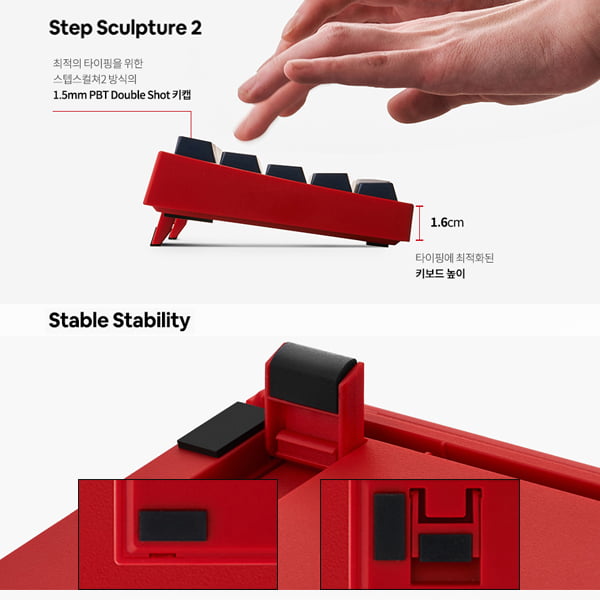 Step Sculpture 2
최적의 타이핑을 위한
스텝스컬쳐2 방식의
1.5mm PBT Double Shot 키캡
1.6cm
타이핑에 최적화된
키보드 높이
Stable Stability